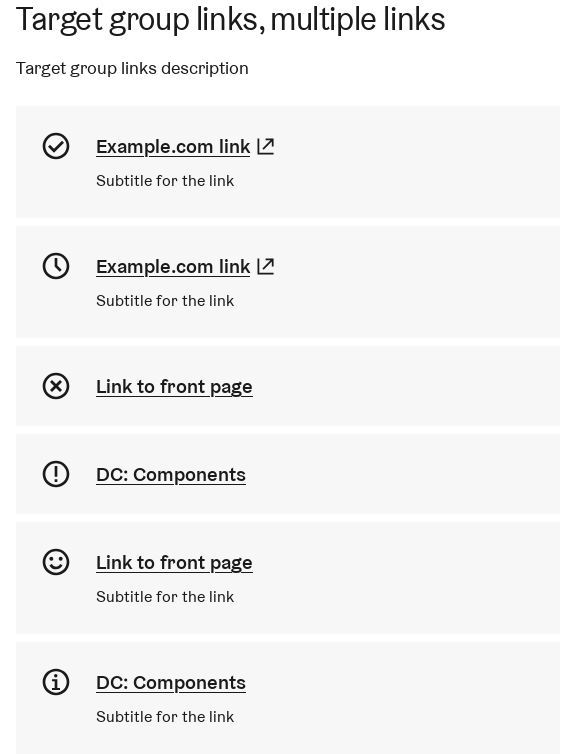 Target group links, multiple links
Target group links description
Example.com link
Subtitle for the link
Example.com link
Subtitle for the link
Link to front page
DC: Components
Link to front page
Subtitle for the link
DC: Components
Subtitle for the link